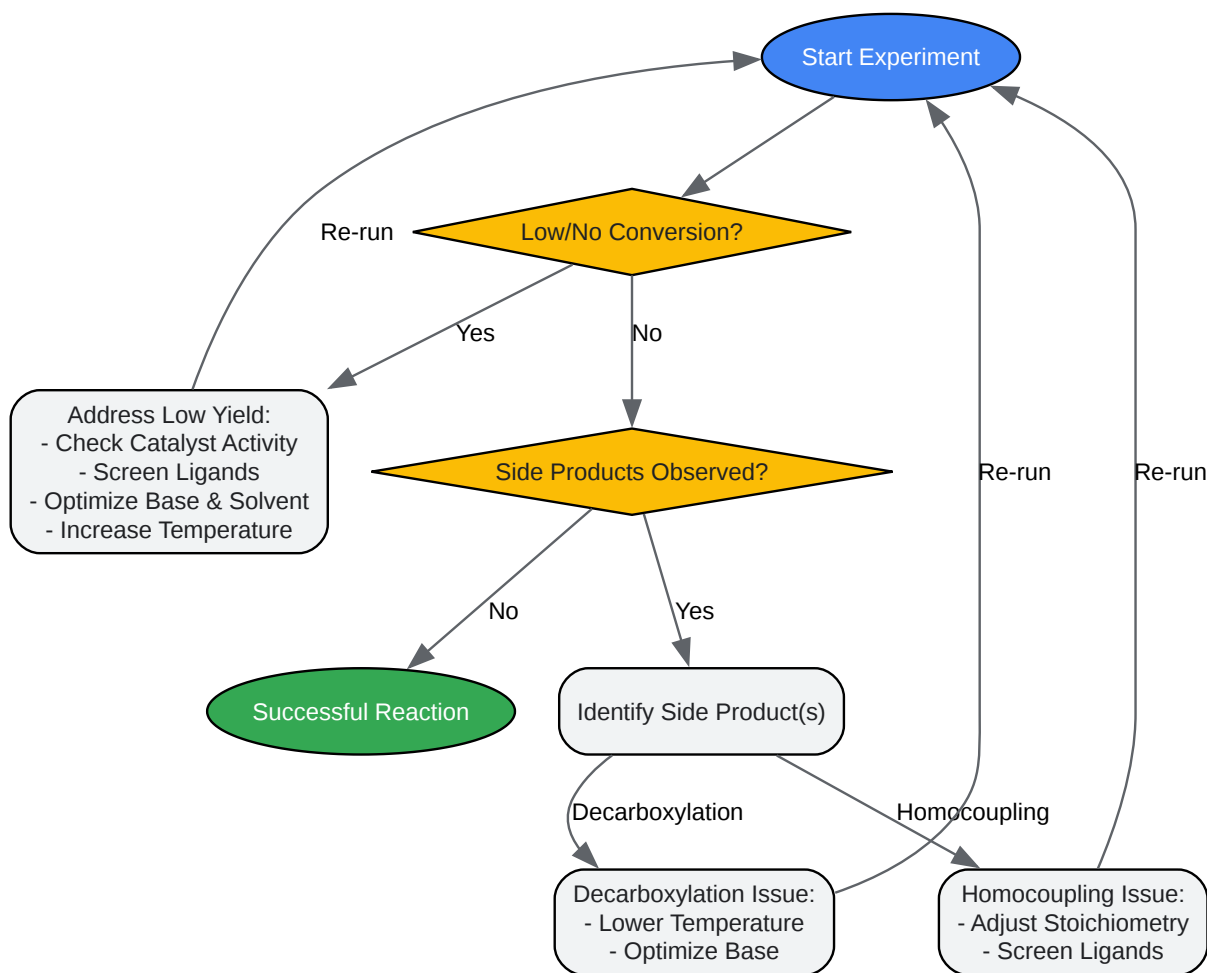 Start Experiment
Re-run
Low/No Conversion?
Yes
No
Address Low Yield:
- Check Catalyst Activity
- Screen Ligands
- Optimize Base & Solvent
- Increase Temperature
Side Products Observed?
Re-run
Re-run
No
Yes
Successful Reaction
Identify Side Product(s)
Decarboxylation
Homocoupling
Decarboxylation Issue:
- Lower Temperature
- Optimize Base
Homocoupling Issue:
- Adjust Stoichiometry
- Screen Ligands